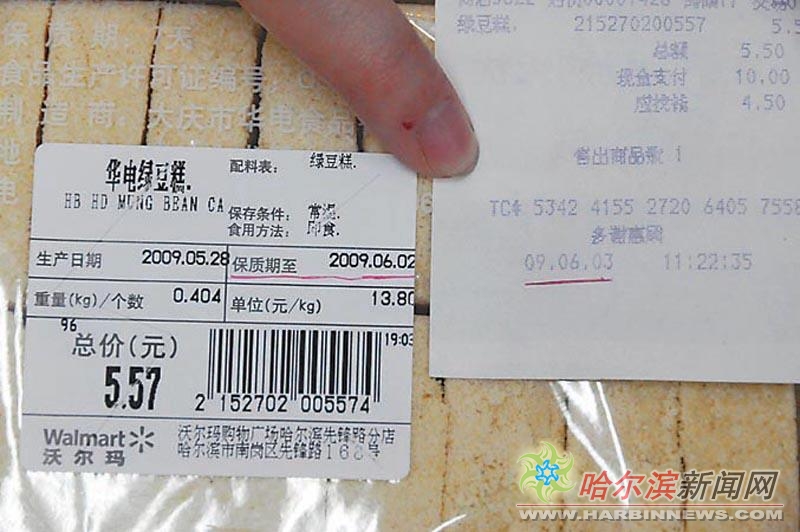 保质期:
食品生产许可证编号:
制造商:大庆市华电食品
地
电
华电绿豆糕.
HB HD MUNG BEAN CA
配料表: 绿豆糕.
保存条件: 常温.
食用方法: 即食.
生产日期 2009.05.28
保质期至 2009.06.02
重量(kg)/个数 0.404
单位(元/kg) 13.80
96
总价(元)
5.57
19:03
2 152702 005574
Walmart
沃尔玛
沃尔玛购物广场哈尔滨先锋路分店
哈尔滨市南岗区先锋路168号
绿豆糕. 215270200557 5.5
总额 5.50
现金支付 10.00
应找钱 4.50
售出商品数 1
TC# 5342 4155 2720 6405 7558
多谢惠顾
09.06.03 11:22:35
哈尔滨新闻网
WWW.HARBINNEWS.COM